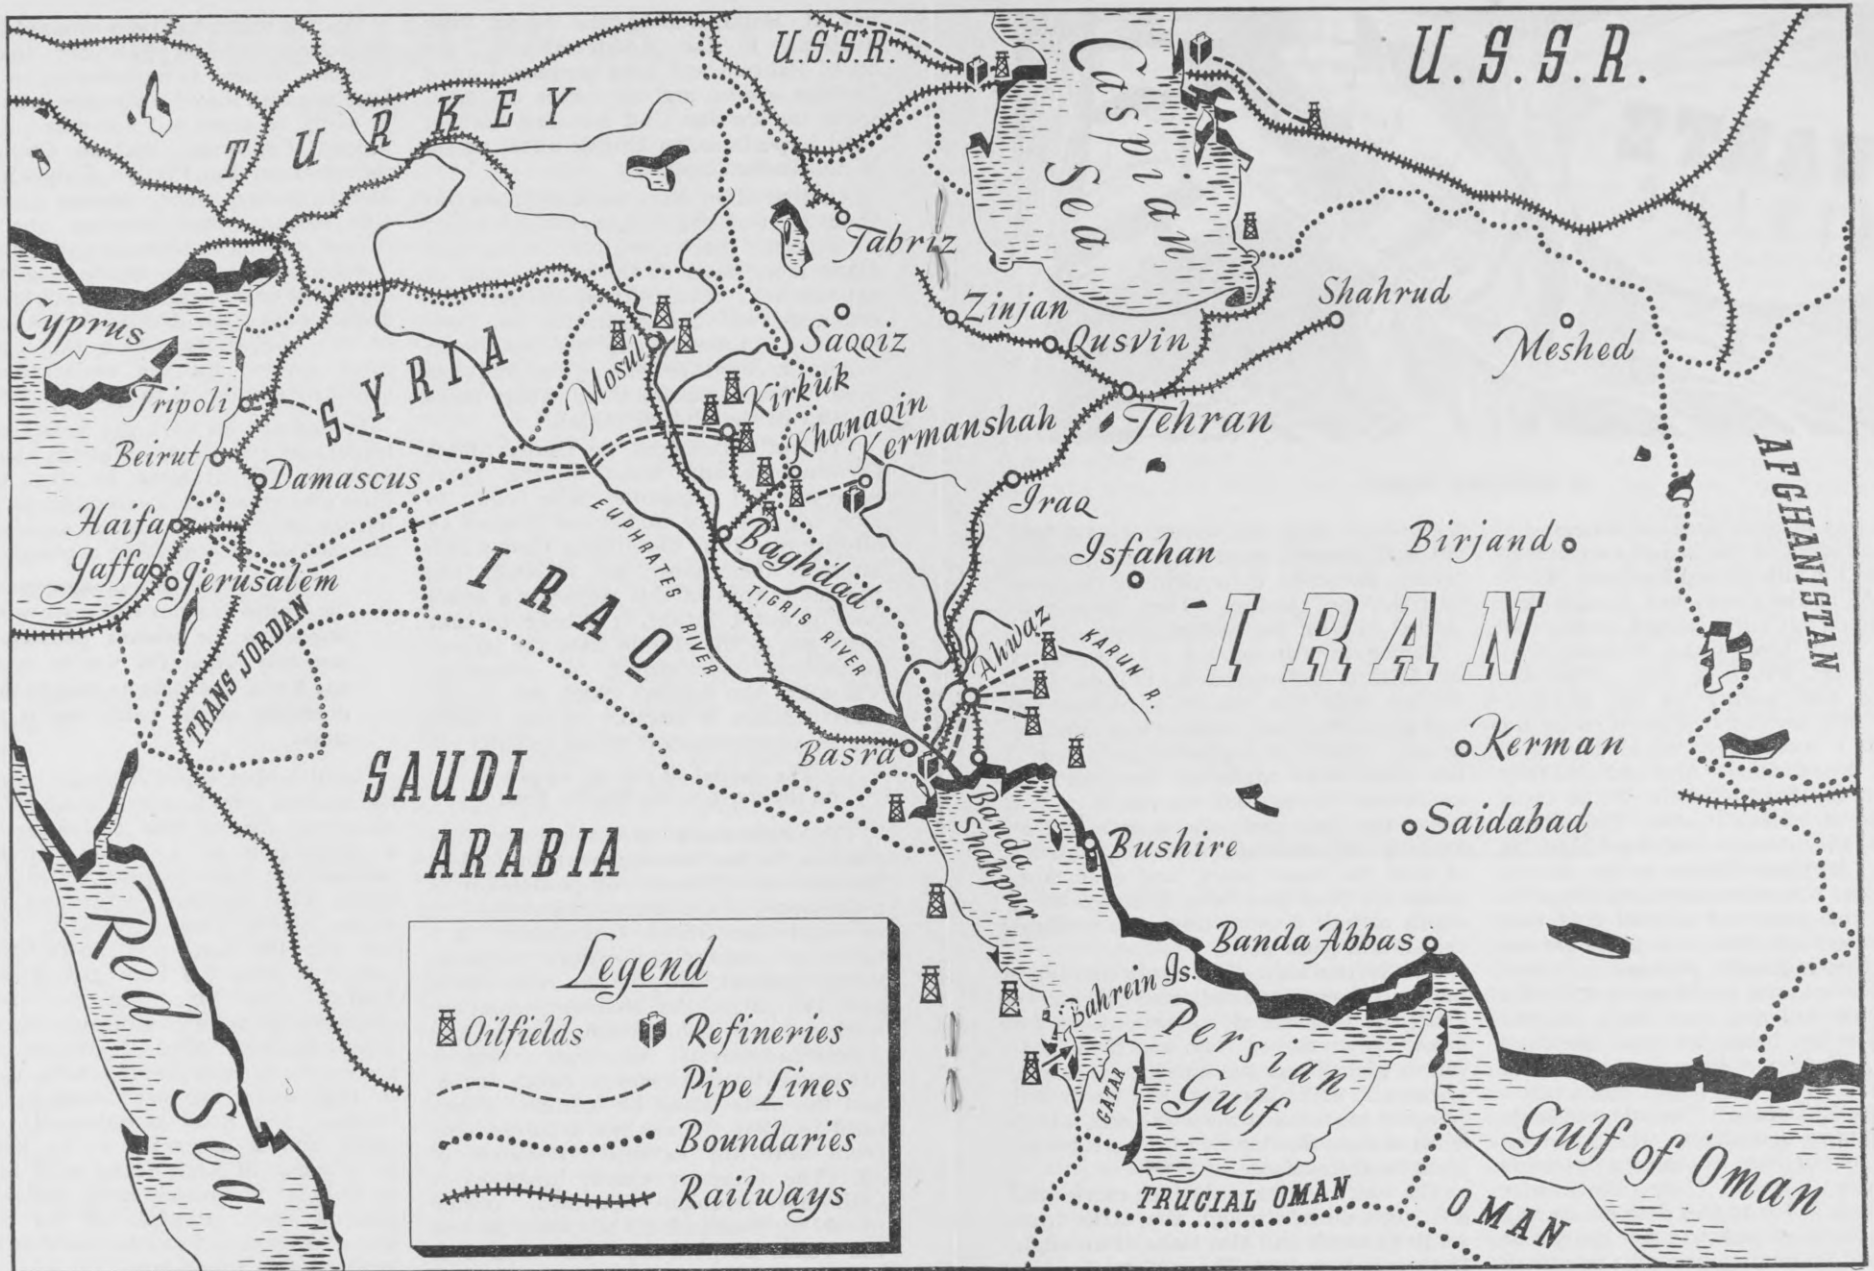 U.S.S.R.
U.S.S.R.
Caspian
Sea
TURKEY
Tabriz
Cyprus
Zinjan
Shahrud
Saqqiz
Qusvin
Meshed
SYRIA
Mosul
Tripoli
Kirkuk
Khanaqin
Kermanshah
Tehran
Beirut
Damascus
AFGHANISTAN
Iraq
Haifa
EUPHRATES RIVER
Baghdad
Isfahan
Birjand
Jaffa
Jerusalem
IRAQ
TIGRIS RIVER
IRAN
TRANS JORDAN
Ahwaz
KARUN R.
Basra
Kerman
SAUDI
ARABIA
Banda
Shahpur
Saidabad
Bushire
Red Sea
Banda Abbas
Bahrein Is.
Persian
Gulf
QATAR
Gulf of Oman
TRUCIAL OMAN
OMAN
Legend
Oilfields
Refineries
Pipe Lines
Boundaries
Railways